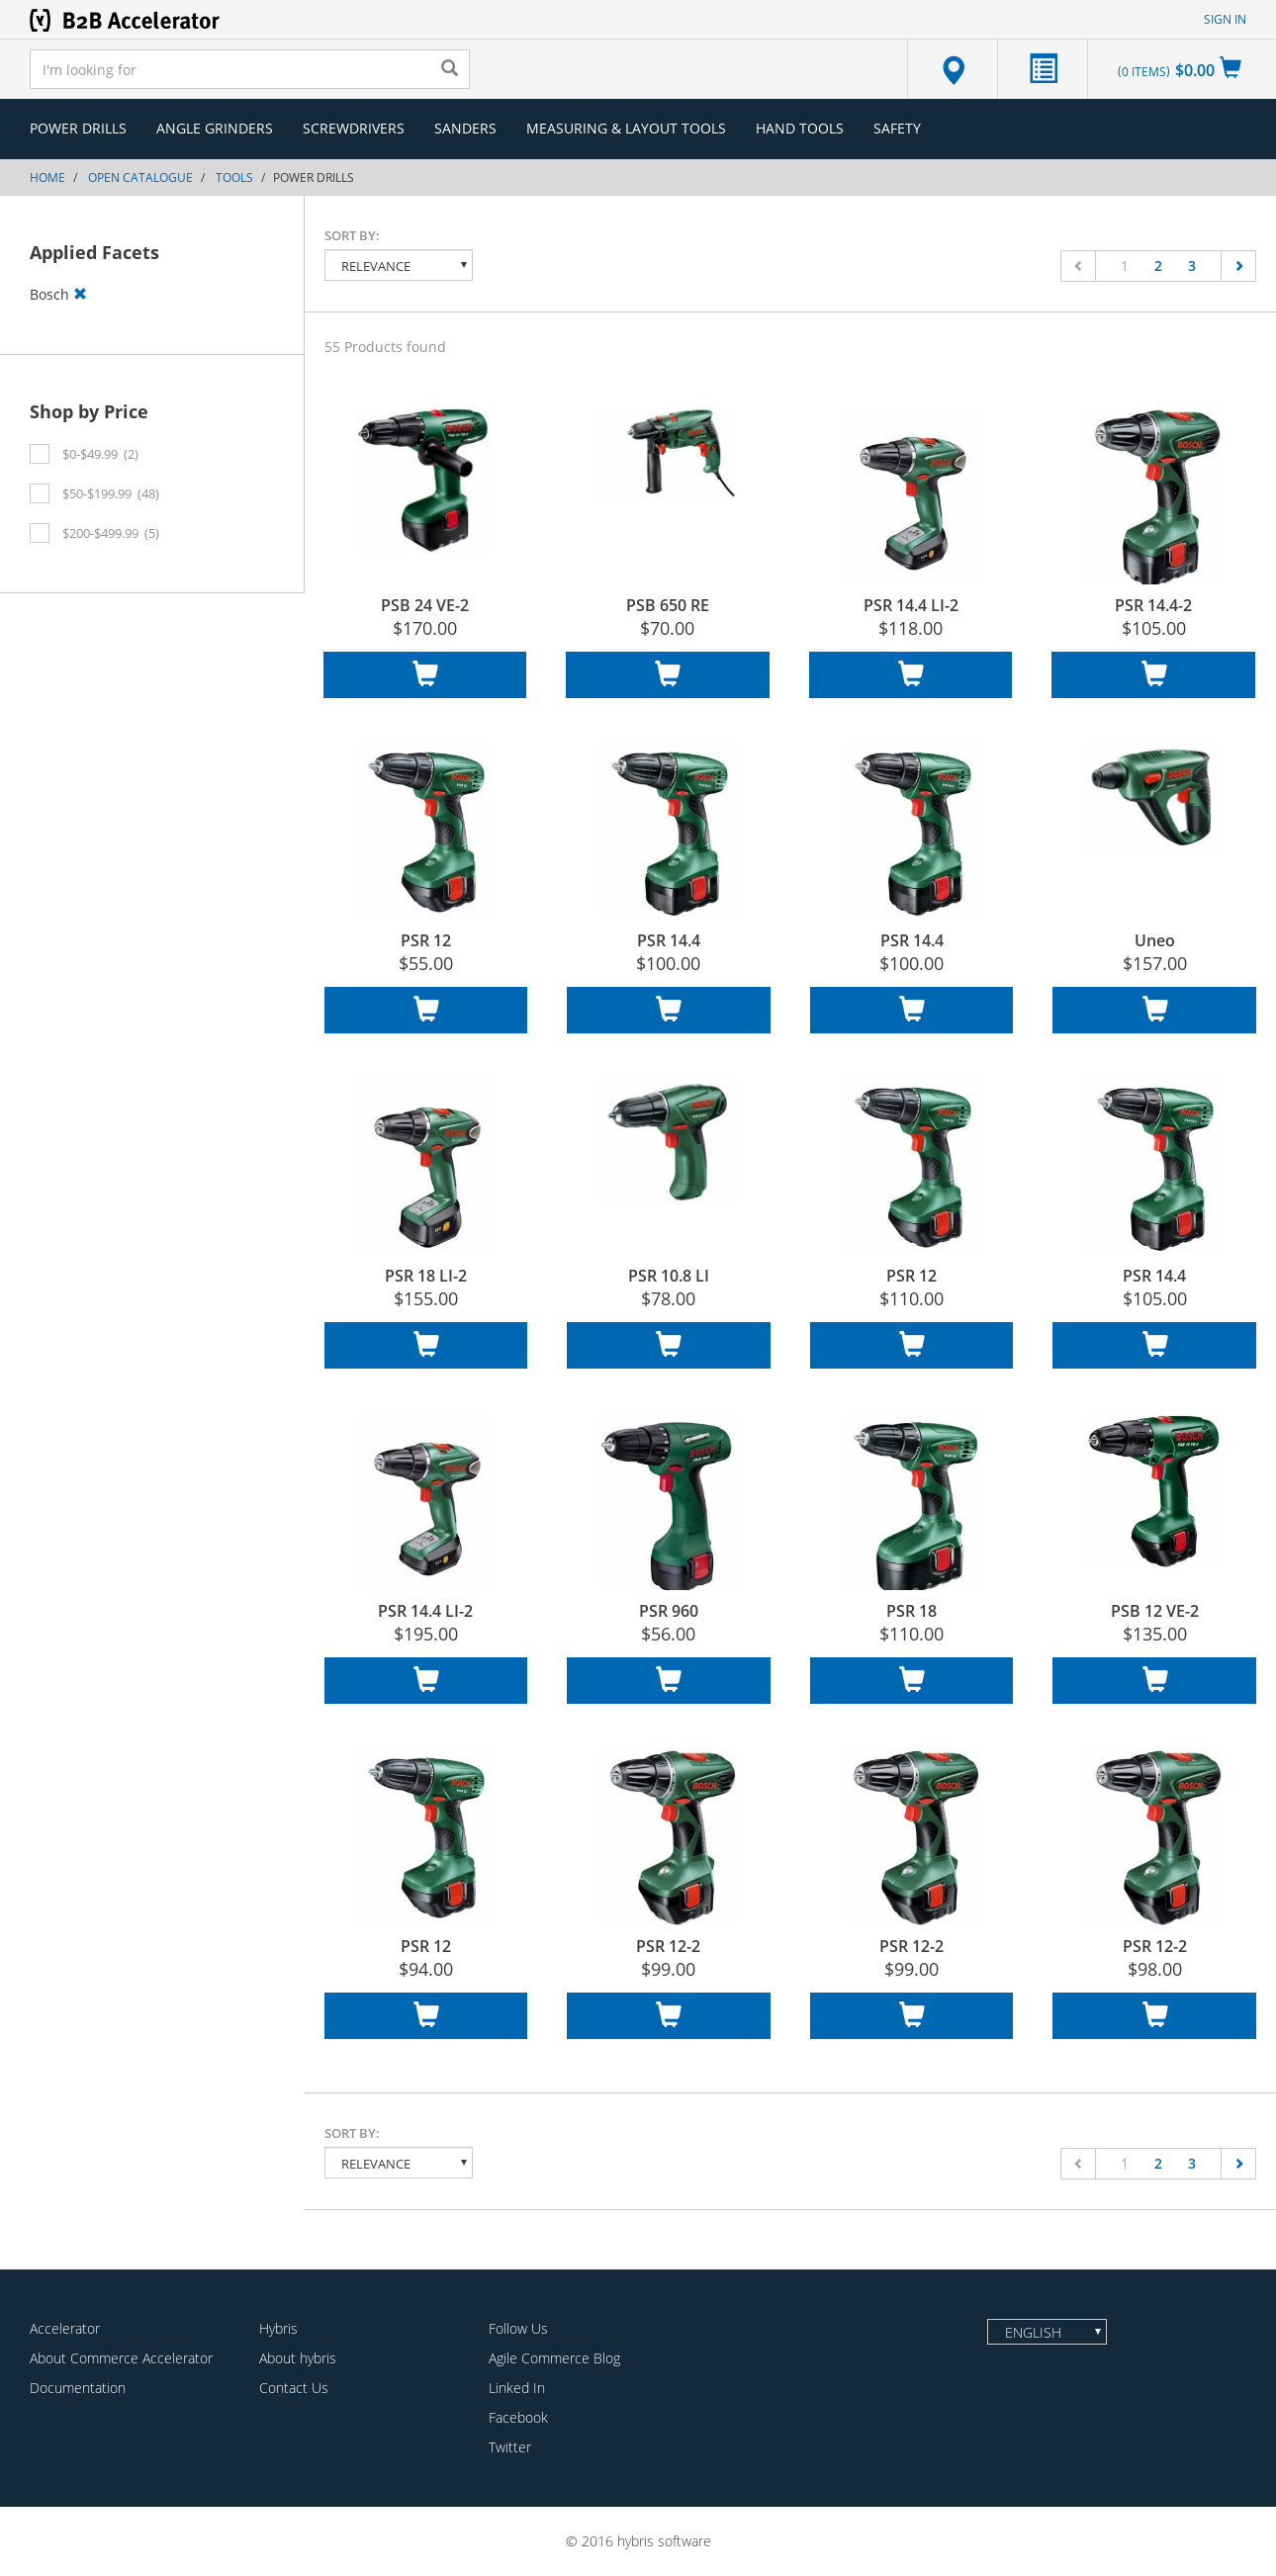 B2B Accelerator
SIGN IN
I'm looking for
(0 ITEMS) $0.00
POWER DRILLS ANGLE GRINDERS SCREWDRIVERS SANDERS MEASURING & LAYOUT TOOLS HAND TOOLS SAFETY
HOME / OPEN CATALOGUE / TOOLS / POWER DRILLS
Applied Facets
Bosch
Shop by Price
$0-$49.99 (2)
$50-$199.99 (48)
$200-$499.99 (5)
SORT BY:
RELEVANCE
1 2 3
55 Products found
PSB 24 VE-2
$170.00
PSB 650 RE
$70.00
PSR 14.4 LI-2
$118.00
PSR 14.4-2
$105.00
PSR 12
$55.00
PSR 14.4
$100.00
PSR 14.4
$100.00
Uneo
$157.00
PSR 18 LI-2
$155.00
PSR 10.8 LI
$78.00
PSR 12
$110.00
PSR 14.4
$105.00
PSR 14.4 LI-2
$195.00
PSR 960
$56.00
PSR 18
$110.00
PSB 12 VE-2
$135.00
PSR 12
$94.00
PSR 12-2
$99.00
PSR 12-2
$99.00
PSR 12-2
$98.00
SORT BY:
RELEVANCE
1 2 3
Accelerator
About Commerce Accelerator
Documentation
Hybris
About hybris
Contact Us
Follow Us
Agile Commerce Blog
Linked In
Facebook
Twitter
ENGLISH
© 2016 hybris software